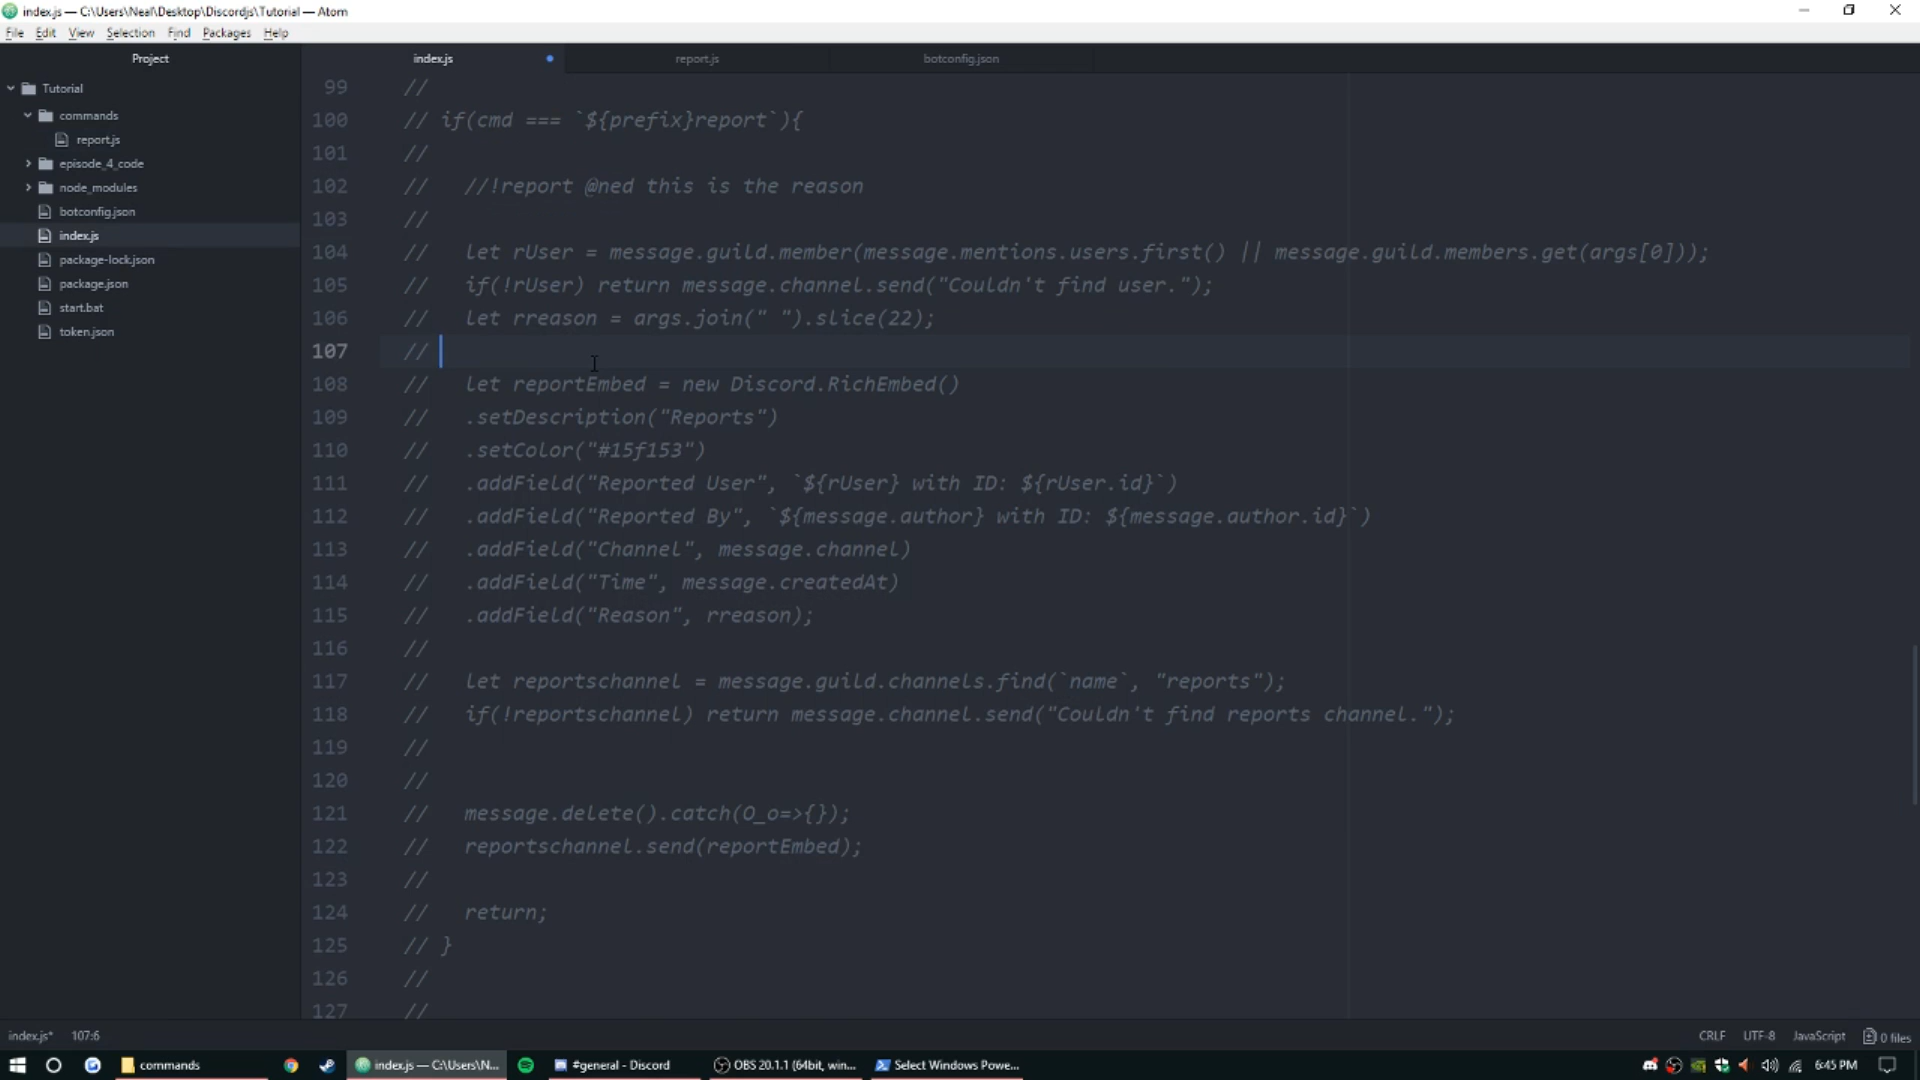 index.js — C:\Users\Neal\Desktop\Discordjs\Tutorial — Atom
File Edit View Selection Find Packages Help
Project
index.js
report.js
botconfig.json
Tutorial
commands
report.js
episode_4_code
node_modules
botconfig.json
index.js
package-lock.json
package.json
start.bat
token.json
99 //
100 // if(cmd === `${prefix}report`){
101 //
102 // //!report @ned this is the reason
103 //
104 // let rUser = message.guild.member(message.mentions.users.first() || message.guild.members.get(args[0]));
105 // if(!rUser) return message.channel.send("Couldn't find user.");
106 // let rreason = args.join(" ").slice(22);
107 //
108 // let reportEmbed = new Discord.RichEmbed()
109 // .setDescription("Reports")
110 // .setColor("#15f153")
111 // .addField("Reported User", `${rUser} with ID: ${rUser.id}`)
112 // .addField("Reported By", `${message.author} with ID: ${message.author.id}`)
113 // .addField("Channel", message.channel)
114 // .addField("Time", message.createdAt)
115 // .addField("Reason", rreason);
116 //
117 // let reportschannel = message.guild.channels.find(`name`, "reports");
118 // if(!reportschannel) return message.channel.send("Couldn't find reports channel.");
119 //
120 //
121 // message.delete().catch(O_o=>{});
122 // reportschannel.send(reportEmbed);
123 //
124 // return;
125 // }
126 //
127 //
index.js* 107:6
CRLF UTF-8 JavaScript 0 files
commands
index.js — C:\Users\N...
#general - Discord
OBS 20.1.1 (64bit, win...
Select Windows Powe...
6:45 PM